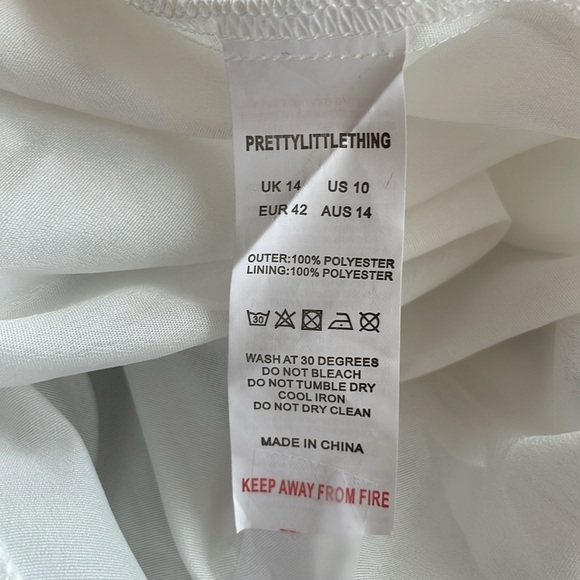 PRETTYLITTLETHING
UK 14 US 10
EUR 42 AUS 14
OUTER:100% POLYESTER
LINING:100% POLYESTER
30
WASH AT 30 DEGREES
DO NOT BLEACH
DO NOT TUMBLE DRY
COOL IRON
DO NOT DRY CLEAN
MADE IN CHINA
KEEP AWAY FROM FIRE